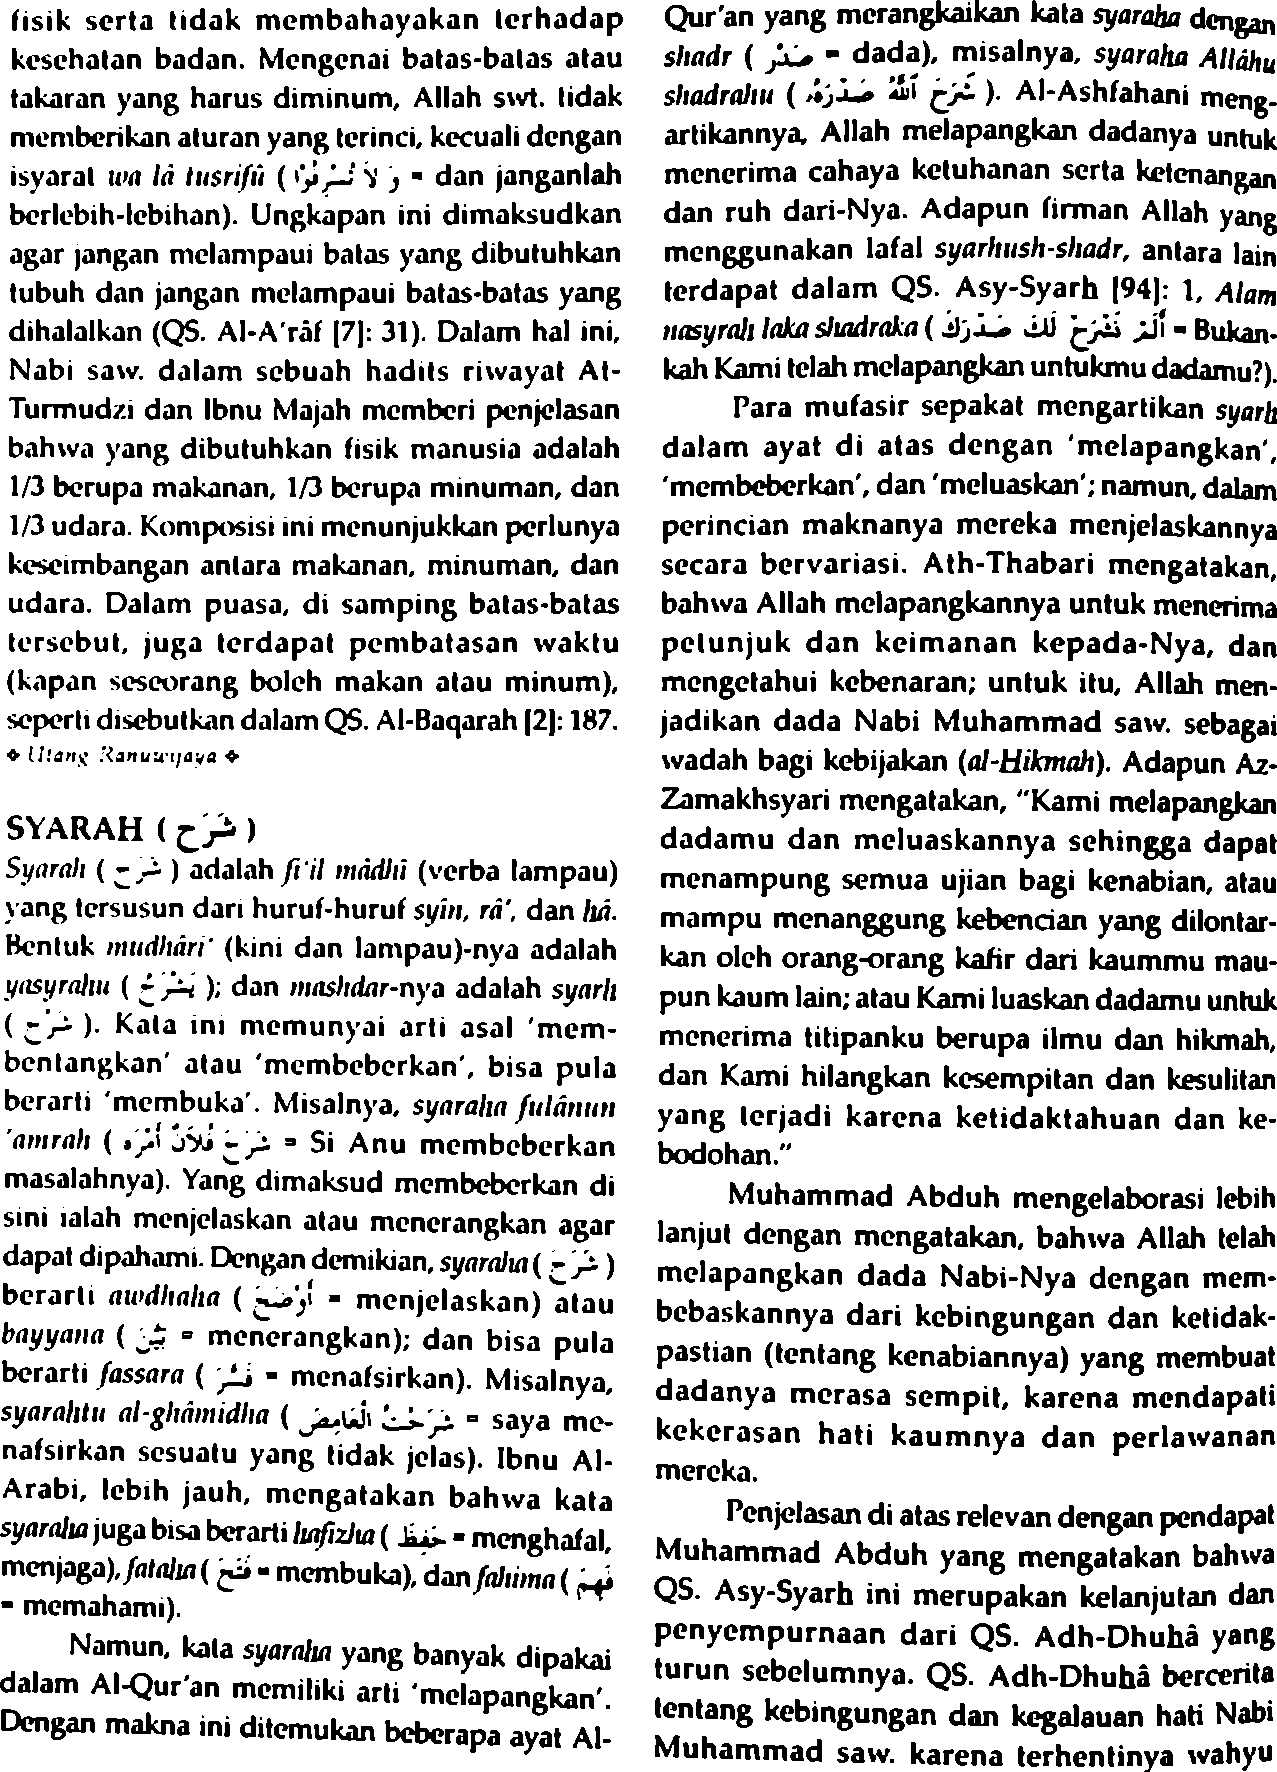 fisik serta tidak membahayakan terhadap
kesehatan badan. Mengenai batas-batas atau
takaran yang harus diminum, Allah swt. tidak
memberikan aturan yang terinci, kecuali dengan
isyarat wa lâ tusrifû ( وَ لاَ تُسْرِفُوْا = dan janganlah
berlebih-lebihan). Ungkapan ini dimaksudkan
agar jangan melampaui batas yang dibutuhkan
tubuh dan jangan melampaui batas-batas yang
dihalalkan (QS. Al-A'râf [7]: 31). Dalam hal ini,
Nabi saw. dalam sebuah hadits riwayat At-
Turmudzi dan Ibnu Majah memberi penjelasan
bahwa yang dibutuhkan fisik manusia adalah
1/3 berupa makanan, 1/3 berupa minuman, dan
1/3 udara. Komposisi ini menunjukkan perlunya
keseimbangan antara makanan, minuman, dan
udara. Dalam puasa, di samping batas-batas
tersebut, juga terdapat pembatasan waktu
(kapan seseorang boleh makan atau minum),
seperti disebutkan dalam QS. Al-Baqarah [2]: 187.
❖ Utang Ranuwijaya ❖
SYARAH ( شَرَح )
Syarah ( شَرَحَ ) adalah fi'il mâdhî (verba lampau)
yang tersusun dari huruf-huruf syîn, râ', dan hâ.
Bentuk mudhâri' (kini dan lampau)-nya adalah
yasyrahu ( يَشْرَحُ ); dan mashdar-nya adalah syarh
( شَرْح ). Kata ini memunyai arti asal 'mem-
bentangkan' atau 'membeberkan', bisa pula
berarti 'membuka'. Misalnya, syaraha fulânun
'amrah ( شَرَحَ فُلاَنٌ أَمْرَه = Si Anu membeberkan
masalahnya). Yang dimaksud membeberkan di
sini ialah menjelaskan atau menerangkan agar
dapat dipahami. Dengan demikian, syaraha ( شَرَحَ )
berarti awdhaha ( أَوْضَحَ = menjelaskan) atau
bayyana ( بَيَّنَ = menerangkan); dan bisa pula
berarti fassara ( فَسَّرَ = menafsirkan). Misalnya,
syarahtu al-ghâmidha ( شَرَحْتُ الْغَامِضَ = saya me-
nafsirkan sesuatu yang tidak jelas). Ibnu Al-
Arabi, lebih jauh, mengatakan bahwa kata
syaraha juga bisa berarti hafizha ( حَفِظَ = menghafal,
menjaga), fataha ( فَتَحَ = membuka), dan fahima ( فَهِمَ
= memahami).
Namun, kata syaraha yang banyak dipakai
dalam Al-Qur'an memiliki arti 'melapangkan'.
Dengan makna ini ditemukan beberapa ayat Al-
Qur'an yang merangkaikan kata syaraha dengan
shadr ( صَدْر = dada), misalnya, syaraha Allâhu
shadrahu ( شَرَحَ اللهُ صَدْرَهُ ). Al-Ashfahani meng-
artikannya, Allah melapangkan dadanya untuk
menerima cahaya ketuhanan serta ketenangan
dan ruh dari-Nya. Adapun firman Allah yang
menggunakan lafal syarhush-shadr, antara lain
terdapat dalam QS. Asy-Syarh [94]: 1, Alam
nasyrah laka shadraka ( أَلَمْ نَشْرَحْ لَكَ صَدْرَكَ = Bukan-
kah Kami telah melapangkan untukmu dadamu?).
Para mufasir sepakat mengartikan syarh
dalam ayat di atas dengan 'melapangkan',
'membeberkan', dan 'meluaskan'; namun, dalam
perincian maknanya mereka menjelaskannya
secara bervariasi. Ath-Thabari mengatakan,
bahwa Allah melapangkannya untuk menerima
petunjuk dan keimanan kepada-Nya, dan
mengetahui kebenaran; untuk itu, Allah men-
jadikan dada Nabi Muhammad saw. sebagai
wadah bagi kebijakan (al-Hikmah). Adapun Az-
Zamakhsyari mengatakan, "Kami melapangkan
dadamu dan meluaskannya sehingga dapat
menampung semua ujian bagi kenabian, atau
mampu menanggung kebencian yang dilontar-
kan oleh orang-orang kafir dari kaummu mau-
pun kaum lain; atau Kami luaskan dadamu untuk
menerima titipanku berupa ilmu dan hikmah,
dan Kami hilangkan kesempitan dan kesulitan
yang terjadi karena ketidaktahuan dan ke-
bodohan."
Muhammad Abduh mengelaborasi lebih
lanjut dengan mengatakan, bahwa Allah telah
melapangkan dada Nabi-Nya dengan mem-
bebaskannya dari kebingungan dan ketidak-
pastian (tentang kenabiannya) yang membuat
dadanya merasa sempit, karena mendapati
kekerasan hati kaumnya dan perlawanan
mereka.
Penjelasan di atas relevan dengan pendapat
Muhammad Abduh yang mengatakan bahwa
QS. Asy-Syarh ini merupakan kelanjutan dan
penyempurnaan dari QS. Adh-Dhuhâ yang
turun sebelumnya. QS. Adh-Dhuhâ bercerita
tentang kebingungan dan kegalauan hati Nabi
Muhammad saw. karena terhentinya wahyu